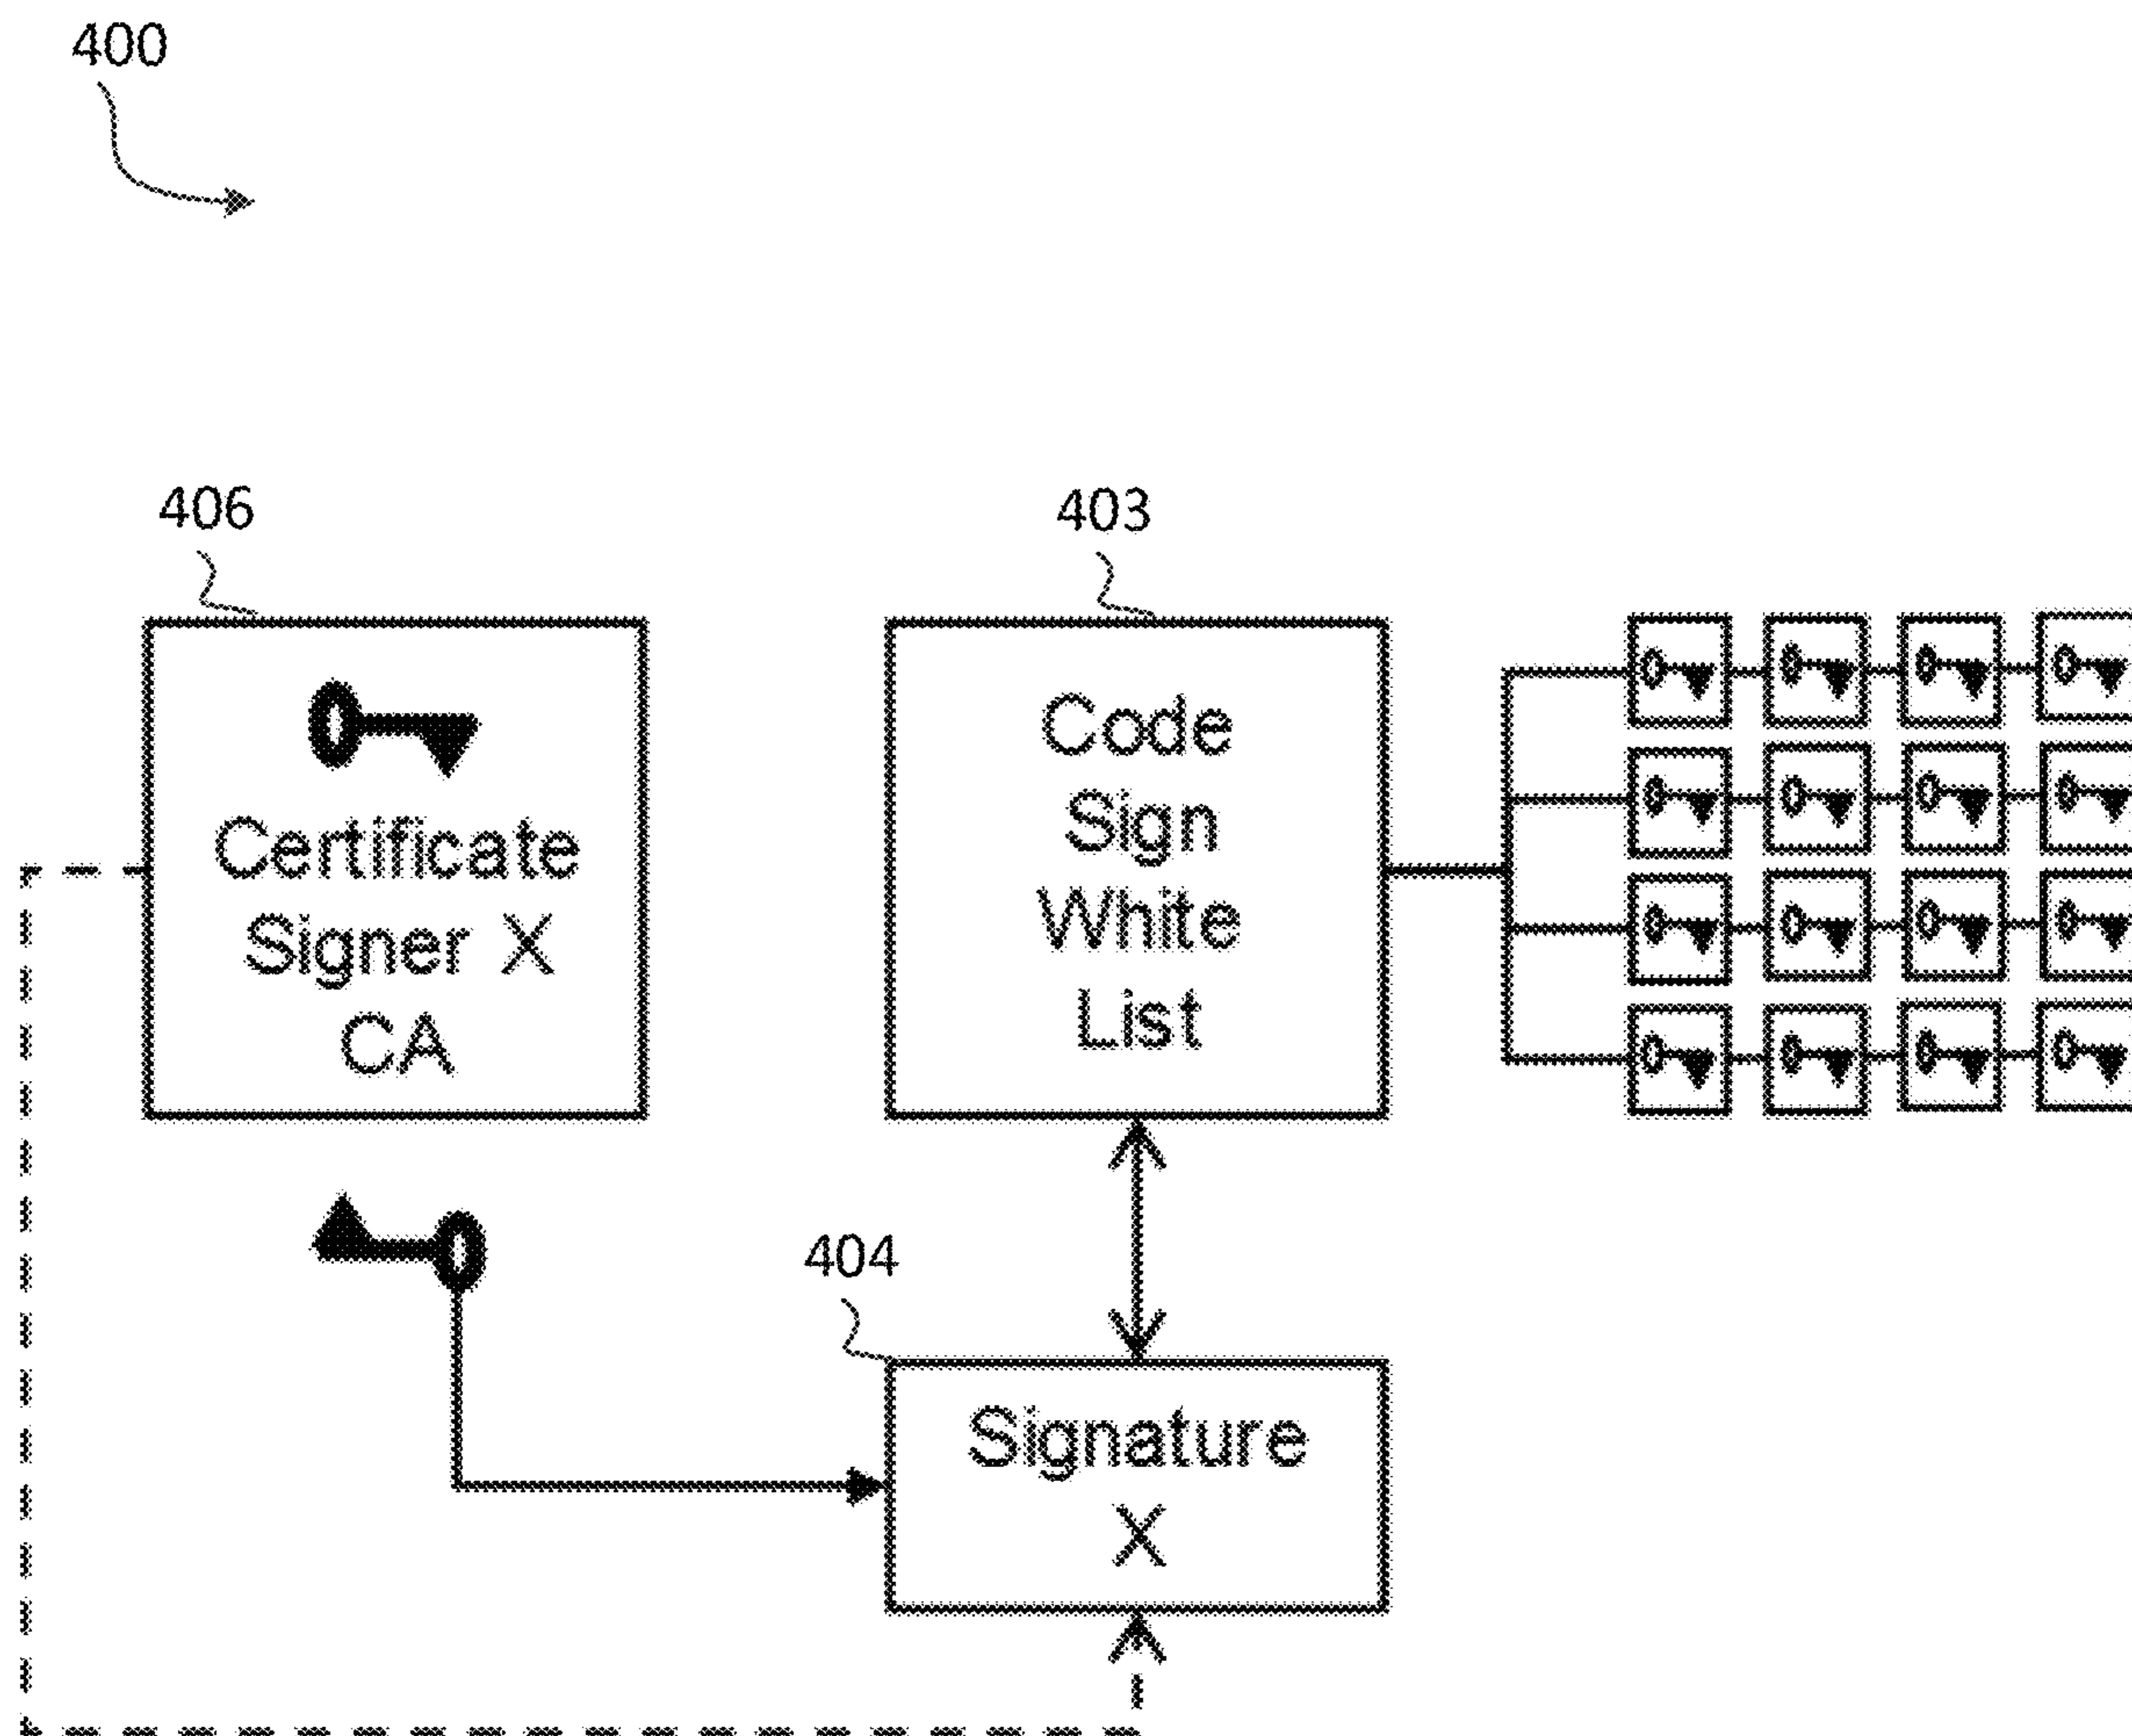 400
406
403
Certificate
Signer X
CA
Code
Sign
White
List
404
Signature
X